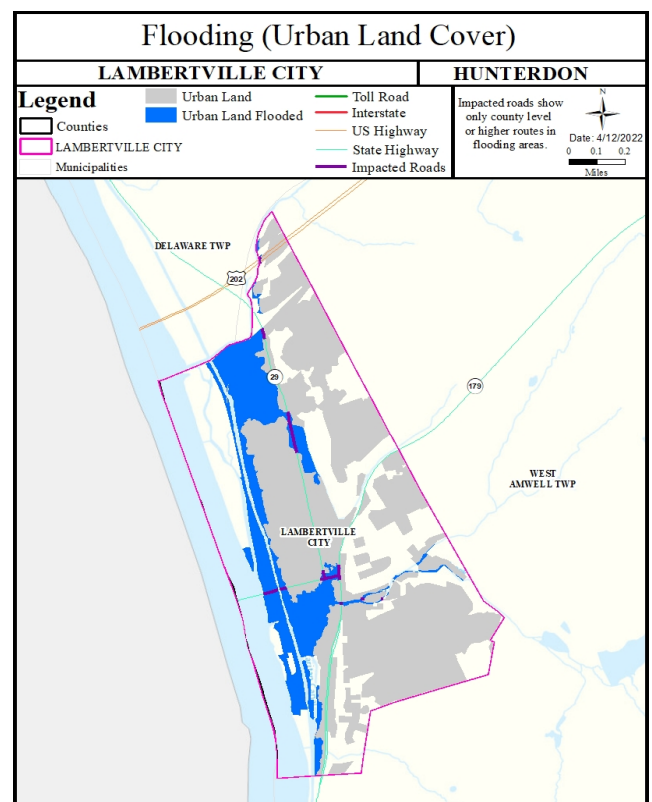 Flooding (Urban Land Cover)
LAMBERTVILLE CITY
HUNTERDON
Legend
Counties
LAMBERTVILLE CITY
Municipalities
Urban Land
Urban Land Flooded
Toll Road
Interstate
US Highway
State Highway
Impacted Roads
Impacted roads show
only county level
or higher routes in
flooding areas.
N
Date: 4/12/2022
0 0.1 0.2
Miles
DELAWARE TWP
202
29
179
WEST
AMWELL TWP
LAMBERTVILLE
CITY